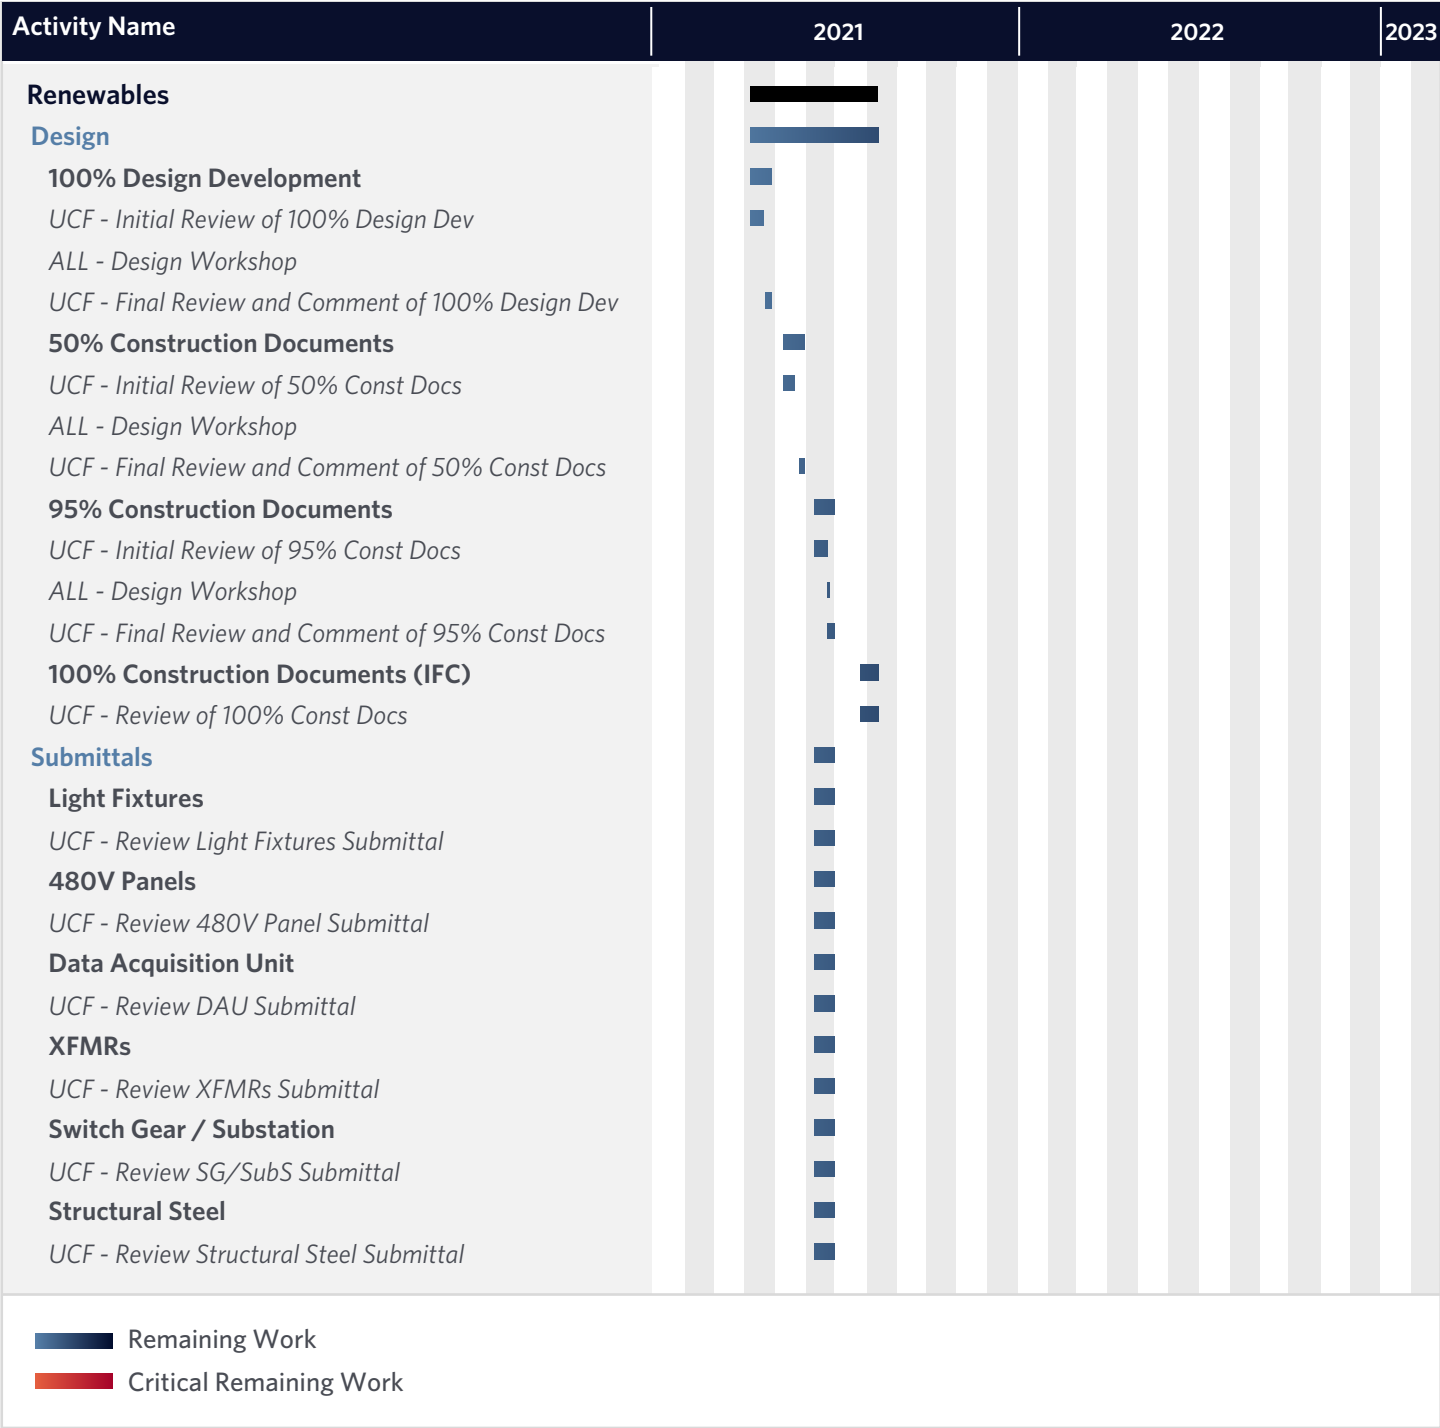 Activity Name 2021 2022 2023
Renewables
Design
100% Design Development
UCF - Initial Review of 100% Design Dev
ALL - Design Workshop
UCF - Final Review and Comment of 100% Design Dev
50% Construction Documents
UCF - Initial Review of 50% Const Docs
ALL - Design Workshop
UCF - Final Review and Comment of 50% Const Docs
95% Construction Documents
UCF - Initial Review of 95% Const Docs
ALL - Design Workshop
UCF - Final Review and Comment of 95% Const Docs
100% Construction Documents (IFC)
UCF - Review of 100% Const Docs
Submittals
Light Fixtures
UCF - Review Light Fixtures Submittal
480V Panels
UCF - Review 480V Panel Submittal
Data Acquisition Unit
UCF - Review DAU Submittal
XFMRs
UCF - Review XFMRs Submittal
Switch Gear / Substation
UCF - Review SG/SubS Submittal
Structural Steel
UCF - Review Structural Steel Submittal
Remaining Work
Critical Remaining Work